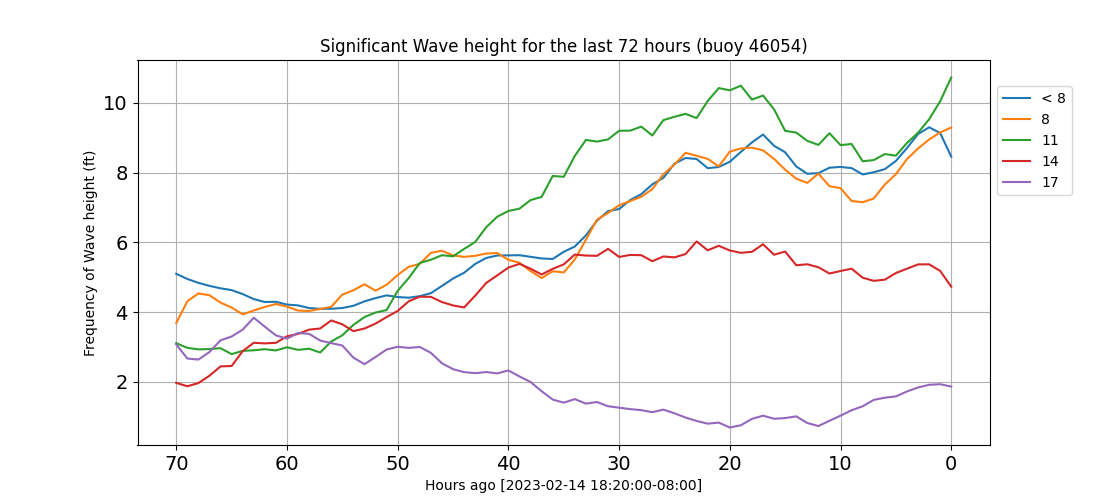 Significant Wave height for the last 72 hours (buoy 46054)
Frequency of Wave height (ft)
10
8
6
4
2
70 60 50 40 30 20 10 0
Hours ago [2023-02-14 18:20:00-08:00]
< 8
8
11
14
17